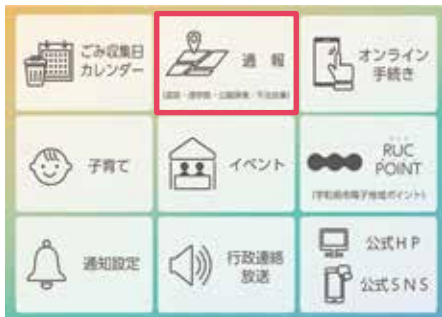 ごみ収集日
カレンダー
通 報
オンライン
手続き
子育て
イベント
RUC
POINT
通知設定
行政連絡
放送
公式HP
公式SNS